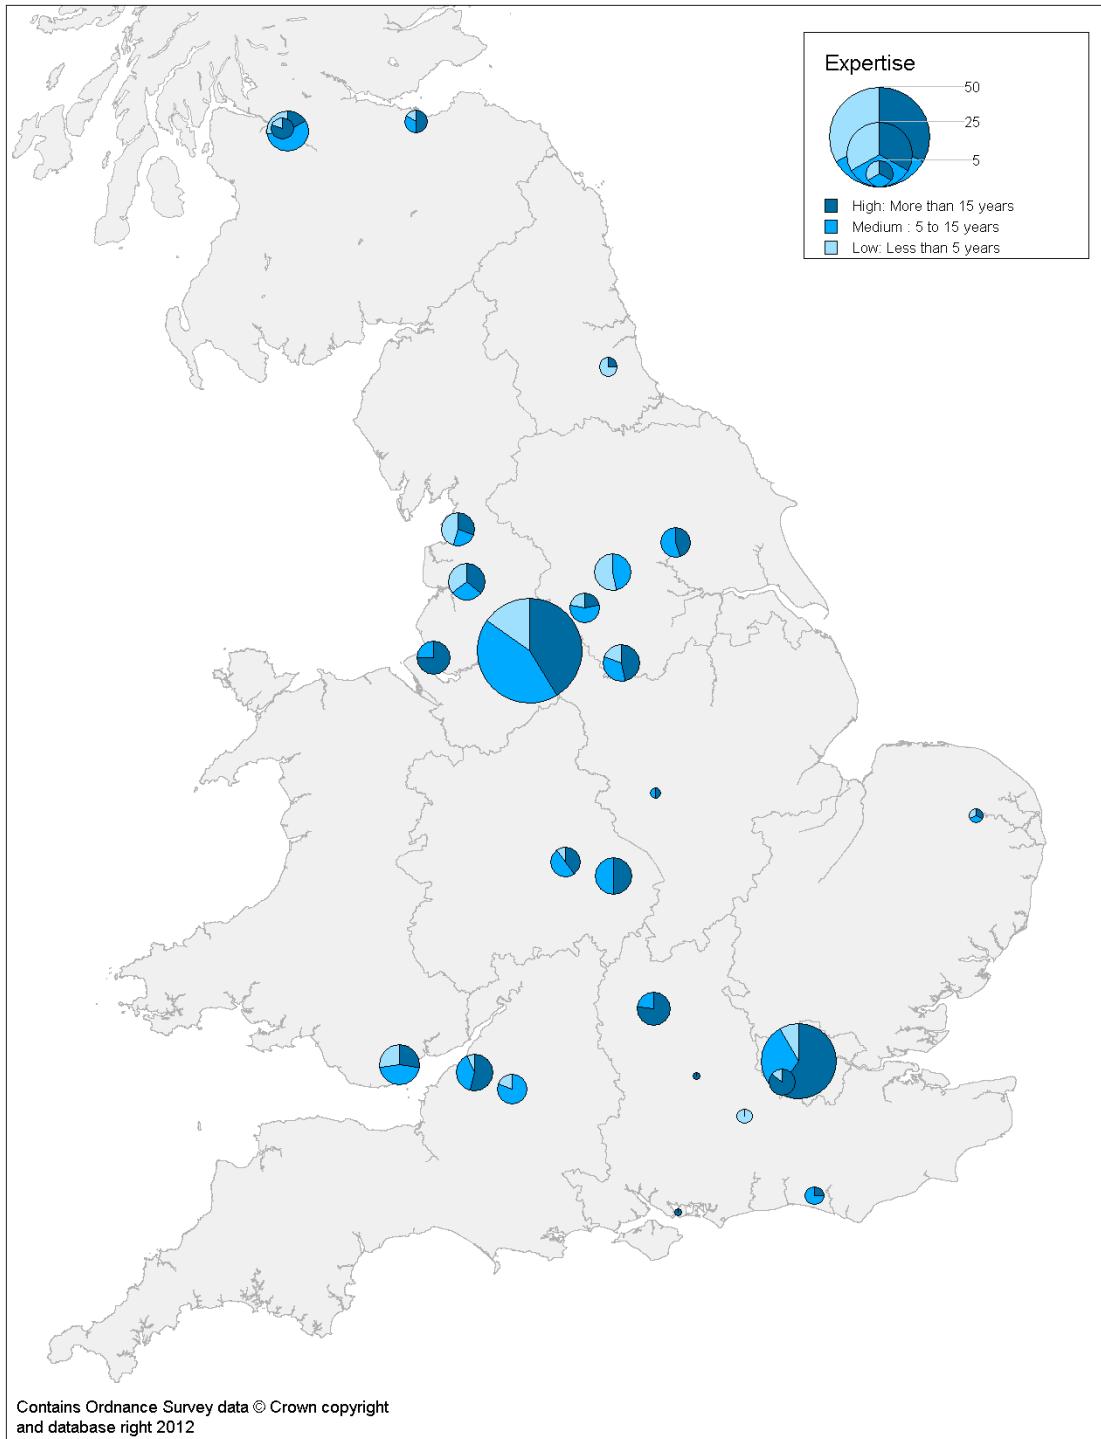 Expertise
50
25
5
High: More than 15 years
Medium : 5 to 15 years
Low: Less than 5 years
Contains Ordnance Survey data © Crown copyright
and database right 2012